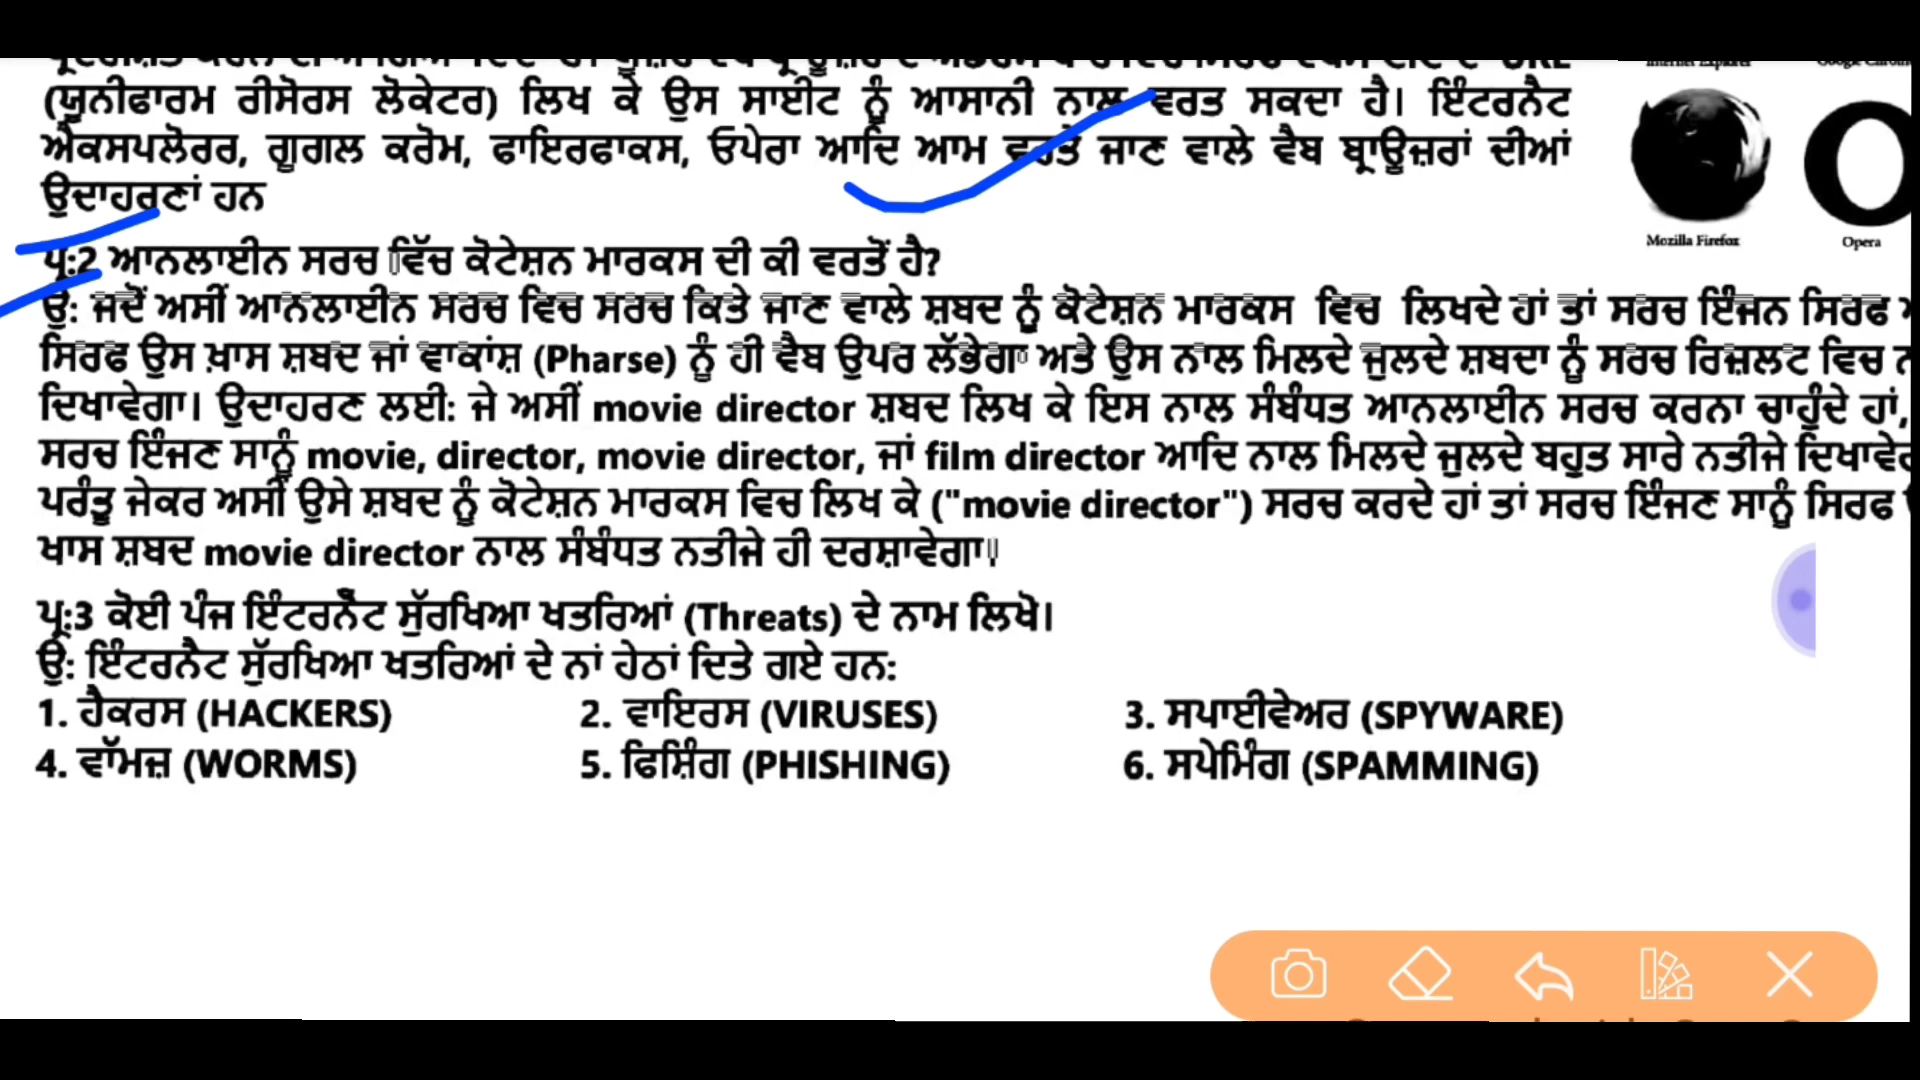 (ਯੂਨੀਫਾਰਮ ਰੀਸੋਰਸ ਲੋਕੇਟਰ) ਲਿਖ ਕੇ ਉਸ ਸਾਈਟ ਨੂੰ ਆਸਾਨੀ ਨਾਲ ਵਰਤ ਸਕਦਾ ਹੈ। ਇੰਟਰਨੈਟ
ਐਕਸਪਲੋਰਰ, ਗੂਗਲ ਕਰੋਮ, ਫਾਇਰਫਾਕਸ, ਓਪੇਰਾ ਆਦਿ ਆਮ ਵਰਤੇ ਜਾਣ ਵਾਲੇ ਵੈਬ ਬ੍ਰਾਊਜ਼ਰਾਂ ਦੀਆਂ
ਉਦਾਹਰਣਾਂ ਹਨ
Mozilla Firefox
Opera
ਪ੍ਰ:2 ਆਨਲਾਈਨ ਸਰਚ ਵਿੱਚ ਕੋਟੇਸ਼ਨ ਮਾਰਕਸ ਦੀ ਕੀ ਵਰਤੋਂ ਹੈ?
ਉ: ਜਦੋਂ ਅਸੀਂ ਆਨਲਾਈਨ ਸਰਚ ਵਿਚ ਸਰਚ ਕਿਤੇ ਜਾਣ ਵਾਲੇ ਸ਼ਬਦ ਨੂੰ ਕੋਟੇਸ਼ਨ ਮਾਰਕਸ ਵਿਚ ਲਿਖਦੇ ਹਾਂ ਤਾਂ ਸਰਚ ਇੰਜਨ ਸਿਰਫ
ਸਿਰਫ ਉਸ ਖ਼ਾਸ ਸ਼ਬਦ ਜਾਂ ਵਾਕਾਂਸ਼ (Pharse) ਨੂੰ ਹੀ ਵੈਬ ਉਪਰ ਲੱਭੇਗਾ ਅਤੇ ਉਸ ਨਾਲ ਮਿਲਦੇ ਜੁਲਦੇ ਸ਼ਬਦਾ ਨੂੰ ਸਰਚ ਰਿਜ਼ਲਟ ਵਿਚ
ਦਿਖਾਵੇਗਾ। ਉਦਾਹਰਣ ਲਈ: ਜੇ ਅਸੀਂ movie director ਸ਼ਬਦ ਲਿਖ ਕੇ ਇਸ ਨਾਲ ਸੰਬੰਧਤ ਆਨਲਾਈਨ ਸਰਚ ਕਰਨਾ ਚਾਹੁੰਦੇ ਹਾਂ,
ਸਰਚ ਇੰਜਣ ਸਾਨੂੰ movie, director, movie director, ਜਾਂ film director ਆਦਿ ਨਾਲ ਮਿਲਦੇ ਜੁਲਦੇ ਬਹੁਤ ਸਾਰੇ ਨਤੀਜੇ
ਪਰੰਤੂ ਜੇਕਰ ਅਸੀਂ ਉਸੇ ਸ਼ਬਦ ਨੂੰ ਕੋਟੇਸ਼ਨ ਮਾਰਕਸ ਵਿਚ ਲਿਖ ਕੇ ("movie director") ਸਰਚ ਕਰਦੇ ਹਾਂ ਤਾਂ ਸਰਚ ਇੰਜਣ ਸਾਨੂੰ ਸਿਰਫ
ਖਾਸ ਸ਼ਬਦ movie director ਨਾਲ ਸੰਬੰਧਤ ਨਤੀਜੇ ਹੀ ਦਰਸ਼ਾਵੇਗਾ।
ਪ੍ਰ:3 ਕੋਈ ਪੰਜ ਇੰਟਰਨੈੱਟ ਸੁੱਰਖਿਆ ਖਤਰਿਆਂ (Threats) ਦੇ ਨਾਮ ਲਿਖੋ।
ਉ: ਇੰਟਰਨੈਟ ਸੁੱਰਖਿਆ ਖਤਰਿਆਂ ਦੇ ਨਾਂ ਹੇਠਾਂ ਦਿਤੇ ਗਏ ਹਨ:
1. ਹੈਕਰਸ (HACKERS) 2. ਵਾਇਰਸ (VIRUSES) 3. ਸਪਾਈਵੇਅਰ (SPYWARE)
4. ਵਾੱਮਜ਼ (WORMS) 5. ਫਿਸ਼ਿੰਗ (PHISHING) 6. ਸਪੇਮਿੰਗ (SPAMMING)